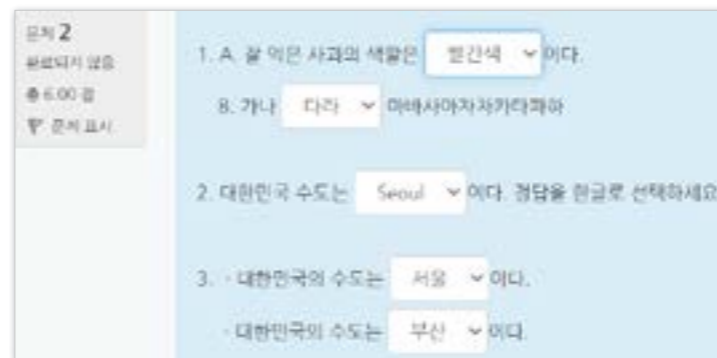 문제 2
완료되지 않음
총 6.00 점
문제 표시
1. A. 잘 익은 사과의 색깔은 빨간색 이다.
B. 가나 다라 마바사아자차카타파하
2. 대한민국 수도는 Seoul 이다. 정답을 한글로 선택하세요
3. · 대한민국의 수도는 서울 이다.
· 대한민국의 수도는 부산 이다.